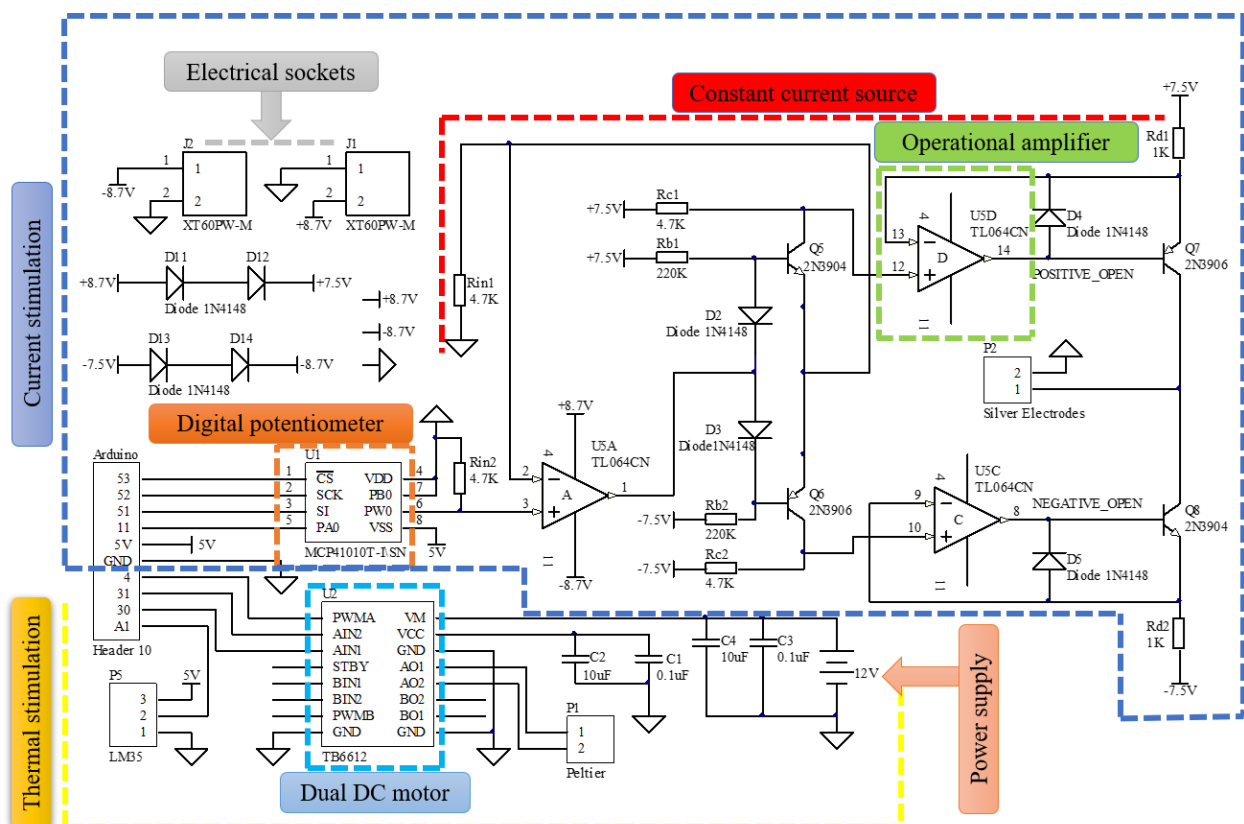 Electrical sockets
Constant current source
Operational amplifier
Current stimulation
J2
1
1
2
2
-8.7V
XT60PW-M
J1
1
1
2
2
+8.7V
XT60PW-M
D11
D12
+8.7V
+7.5V
Diode 1N4148
D13
D14
-7.5V
-8.7V
Diode 1N4148
+8.7V
-8.7V
Rin1
4.7K
+7.5V
Rc1
4.7K
+7.5V
Rb1
220K
Q5
2N3904
D2
Diode 1N4148
D3
Diode1N4148
Q6
2N3906
-7.5V
Rb2
220K
-7.5V
Rc2
4.7K
4
U5D
TL064CN
13
12
D
14
11
POSITIVE_OPEN
D4
Diode 1N4148
+7.5V
Rd1
1K
Q7
2N3906
P2
2
1
Silver Electrodes
4
U5C
TL064CN
9
10
C
8
11
NEGATIVE_OPEN
D5
Diode 1N4148
Q8
2N3904
Rd2
1K
-7.5V
Digital potentiometer
Arduino
53
52
51
11
5V
GND
4
31
30
A1
Header 10
5V
U1
1
CS
VDD
4
2
SCK
PB0
7
3
SI
PW0
6
5
PA0
VSS
8
MCP41010T-I\SN
5V
Rin2
4.7K
+8.7V
4
U5A
TL064CN
2
3
A
1
11
-8.7V
Thermal stimulation
P5
3
2
1
LM35
5V
U2
PWMA
VM
AIN2
VCC
AIN1
GND
STBY
AO1
BIN1
AO2
BIN2
BO2
PWMB
BO1
GND
GND
TB6612
Dual DC motor
C2
10uF
C1
0.1uF
C4
10uF
C3
0.1uF
12V
P1
1
2
Peltier
Power supply